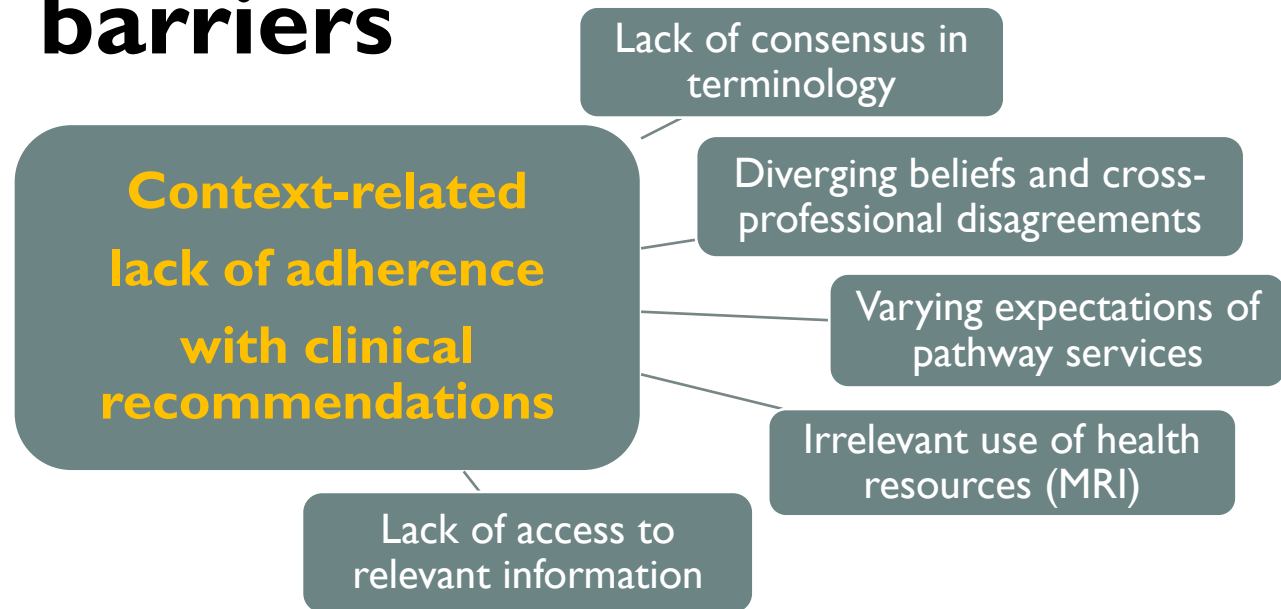 barriers
Context-related
lack of adherence
with clinical
recommendations
Lack of consensus in
terminology
Diverging beliefs and cross-
professional disagreements
Varying expectations of
pathway services
Irrelevant use of health
resources (MRI)
Lack of access to
relevant information